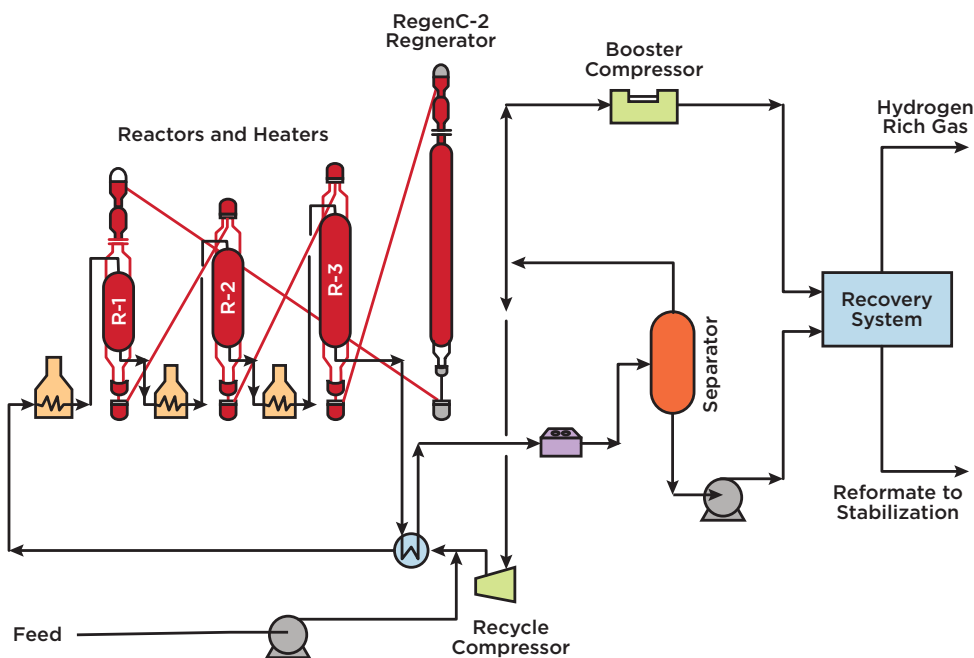 RegenC-2
Regnerator
Booster
Compressor
Hydrogen
Rich Gas
Reactors and Heaters
R-1
R-2
R-3
Recovery
System
Separator
Reformate to
Stabilization
Feed
Recycle
Compressor